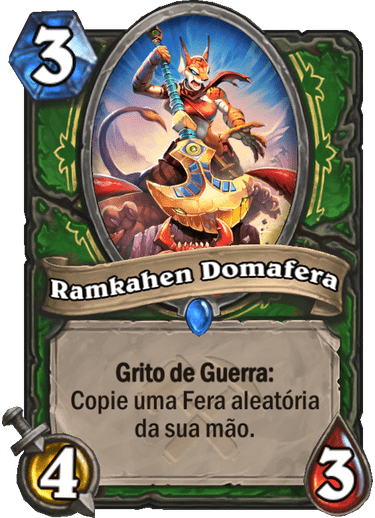 3
Ramkahen Domafera
Grito de Guerra:
Copie uma Fera aleatória
da sua mão.
4
3